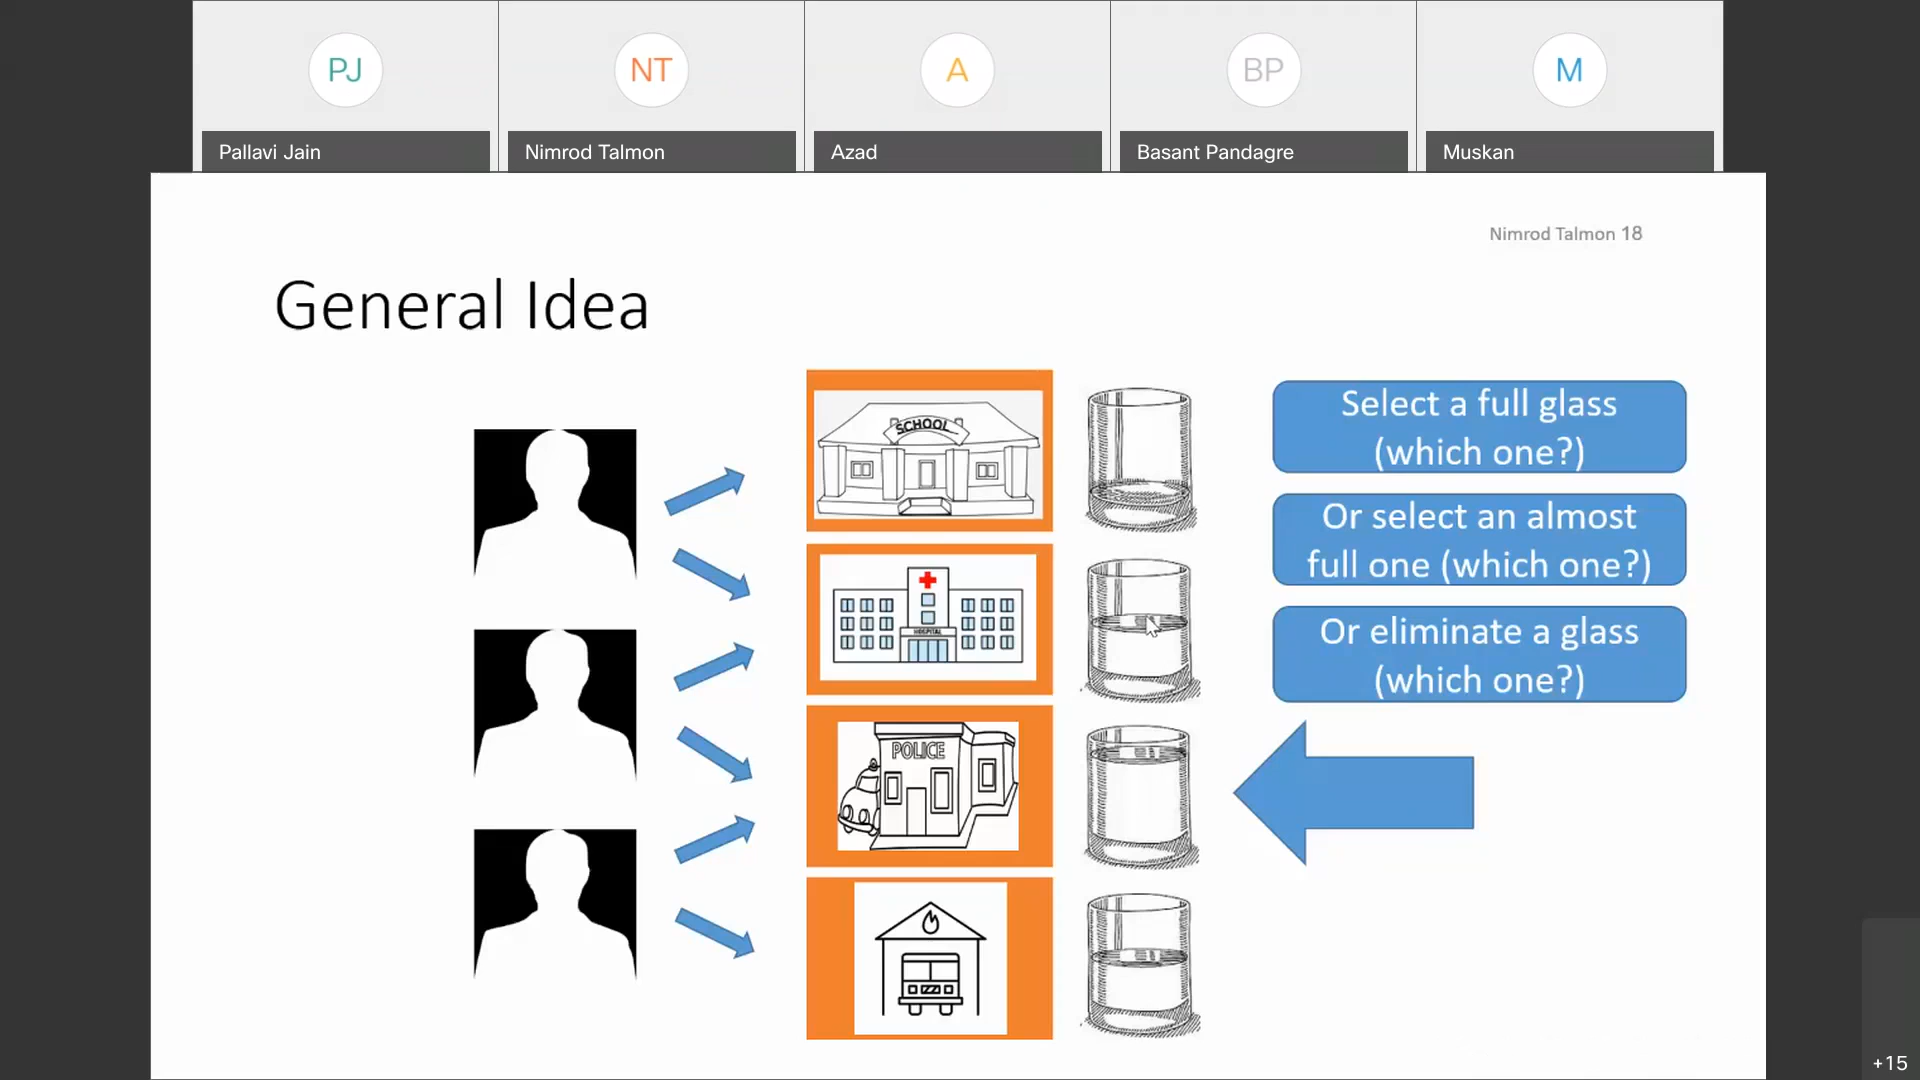 PJ
NT
A
BP
M
Pallavi Jain
Nimrod Talmon
Azad
Basant Pandagre
Muskan
Nimrod Talmon 18
General Idea
SCHOOL
HOSPITAL
POLICE
Select a full glass
(which one?)
Or select an almost
full one (which one?)
Or eliminate a glass
(which one?)
+15